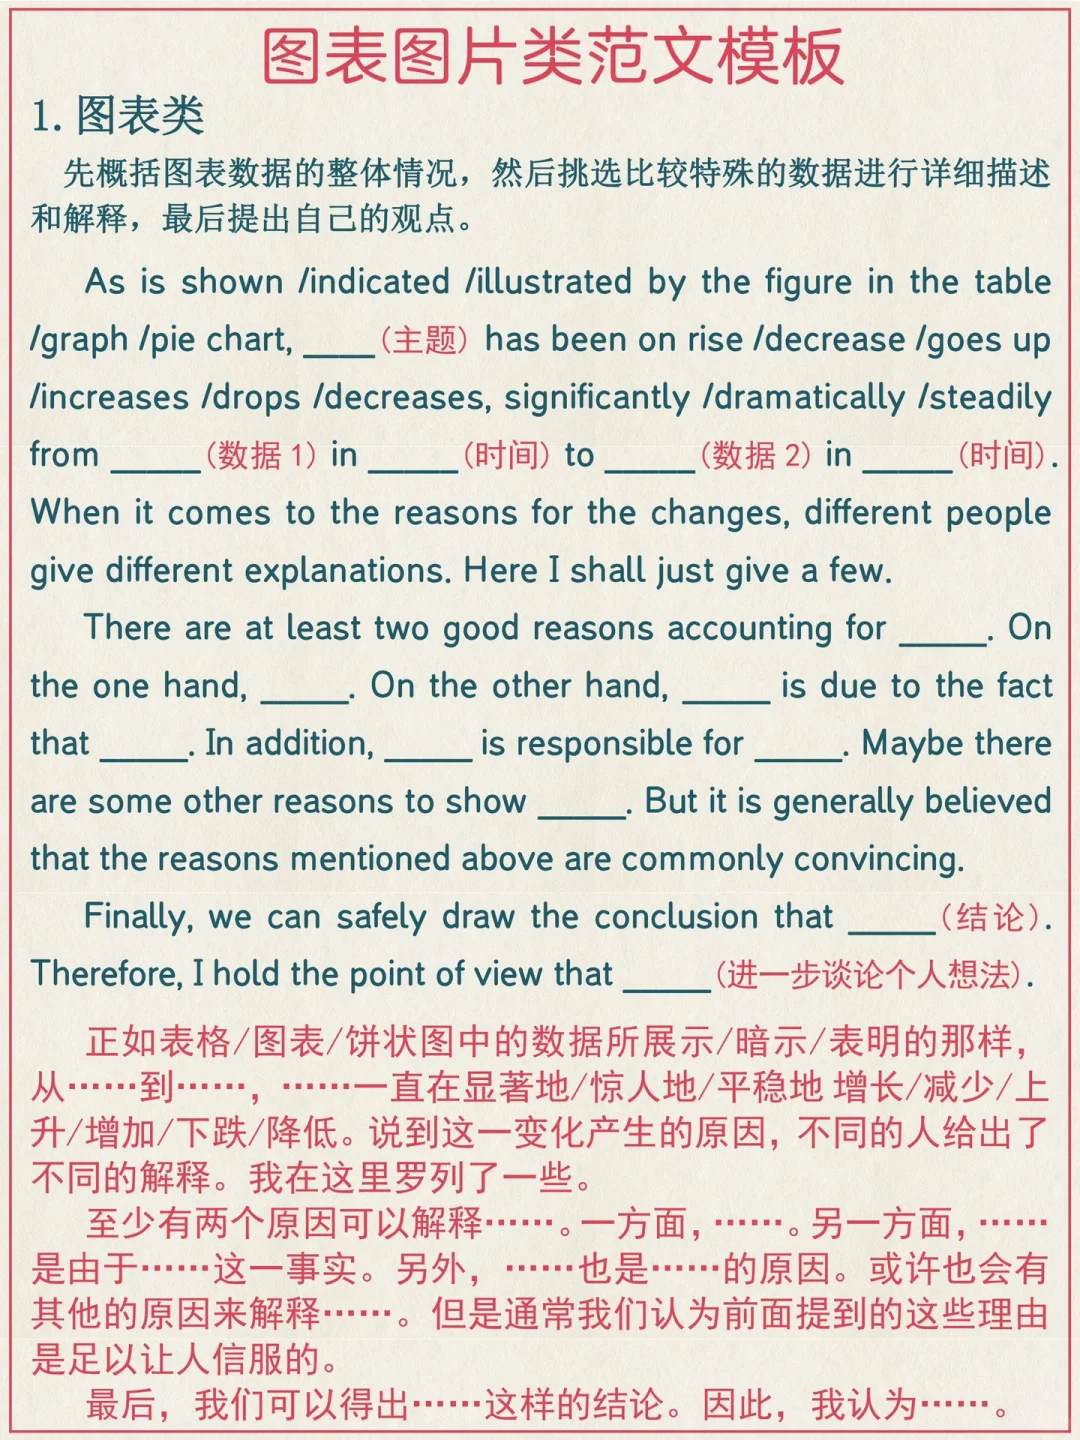 图表图片类范文模板
1. 图表类
先概括图表数据的整体情况，然后挑选比较特殊的数据进行详细描述
和解释，最后提出自己的观点。
As is shown /indicated /illustrated by the figure in the table
/graph /pie chart, ____(主题) has been on rise /decrease /goes up
/increases /drops /decreases, significantly /dramatically /steadily
from _____(数据 1) in _____(时间) to _____(数据 2) in _____(时间).
When it comes to the reasons for the changes, different people
give different explanations. Here I shall just give a few.
There are at least two good reasons accounting for _____. On
the one hand, _____. On the other hand, _____ is due to the fact
that _____. In addition, _____ is responsible for _____. Maybe there
are some other reasons to show _____. But it is generally believed
that the reasons mentioned above are commonly convincing.
Finally, we can safely draw the conclusion that _____(结论).
Therefore, I hold the point of view that _____(进一步谈论个人想法).
正如表格/图表/饼状图中的数据所展示/暗示/表明的那样，
从……到……，……一直在显著地/惊人地/平稳地 增长/减少/上
升/增加/下跌/降低。说到这一变化产生的原因，不同的人给出了
不同的解释。我在这里罗列了一些。
至少有两个原因可以解释……。一方面，……。另一方面，……
是由于……这一事实。另外，……也是……的原因。或许也会有
其他的原因来解释……。但是通常我们认为前面提到的这些理由
是足以让人信服的。
最后，我们可以得出……这样的结论。因此，我认为……。